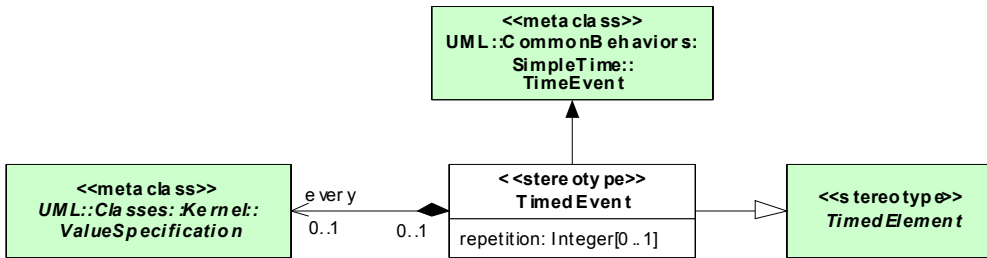 <<metaclass>>
UML::CommonBehaviors:
SimpleTime::
TimeEvent
<<metaclass>>
UML::Classes::Kernel::
ValueSpecification
every
0..1
0..1
<<stereotype>>
TimedEvent
repetition: Integer[0..1]
<<stereotype>>
TimedElement